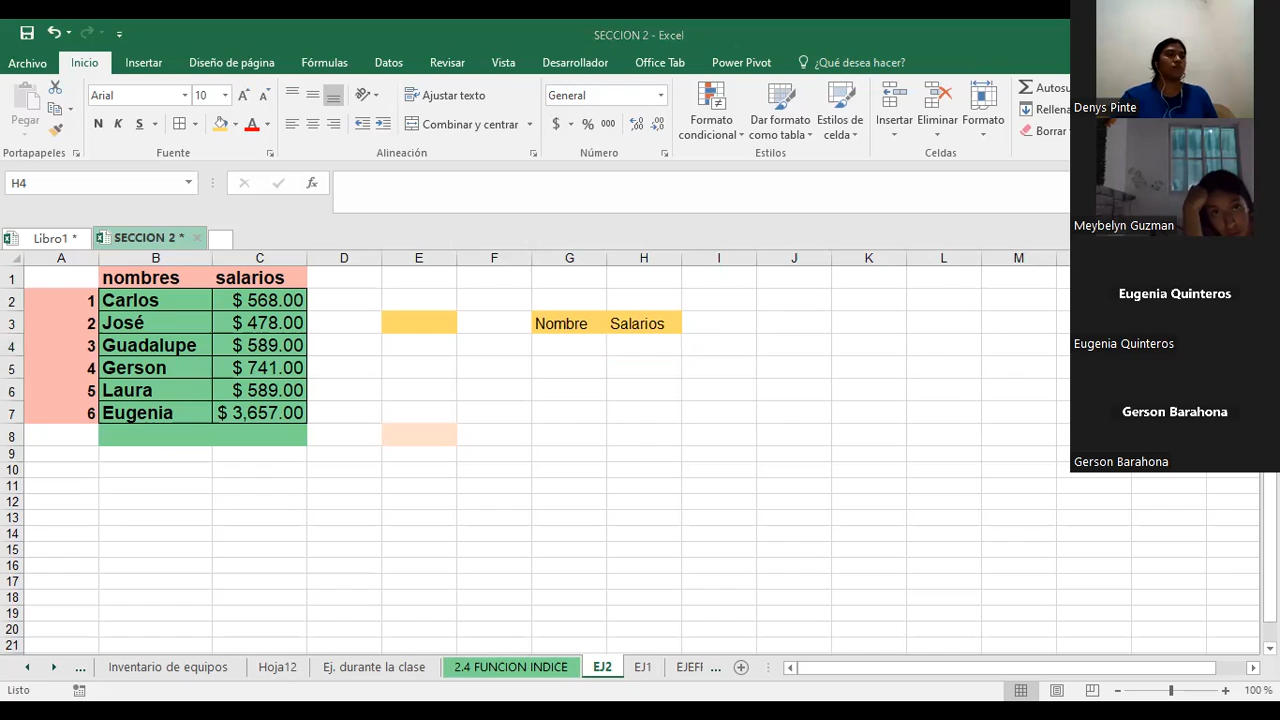 SECCION 2 - Excel
Archivo Inicio Insertar Diseño de página Fórmulas Datos Revisar Vista Desarrollador Office Tab Power Pivot ¿Qué desea hacer?
Pegar
Arial 10
N K S
Ajustar texto
Combinar y centrar
General
$ % 000
Formato condicional
Dar formato como tabla
Estilos de celda
Insertar Eliminar Formato
Autosu
Rellena
Borrar
Portapapeles Fuente Alineación Número Estilos Celdas
H4 fx
Libro1 * SECCION 2 *
A B C D E F G H I J K L M
1 nombres salarios
2 1 Carlos $ 568.00
3 2 José $ 478.00 Nombre Salarios
4 3 Guadalupe $ 589.00
5 4 Gerson $ 741.00
6 5 Laura $ 589.00
7 6 Eugenia $ 3,657.00
8
9
10
11
12
13
14
15
16
17
18
19
20
21
... Inventario de equipos Hoja12 Ej. durante la clase 2.4 FUNCION INDICE EJ2 EJ1 EJEFI ...
Listo 100 %
Denys Pinte
Meybelyn Guzman
Eugenia Quinteros
Eugenia Quinteros
Gerson Barahona
Gerson Barahona